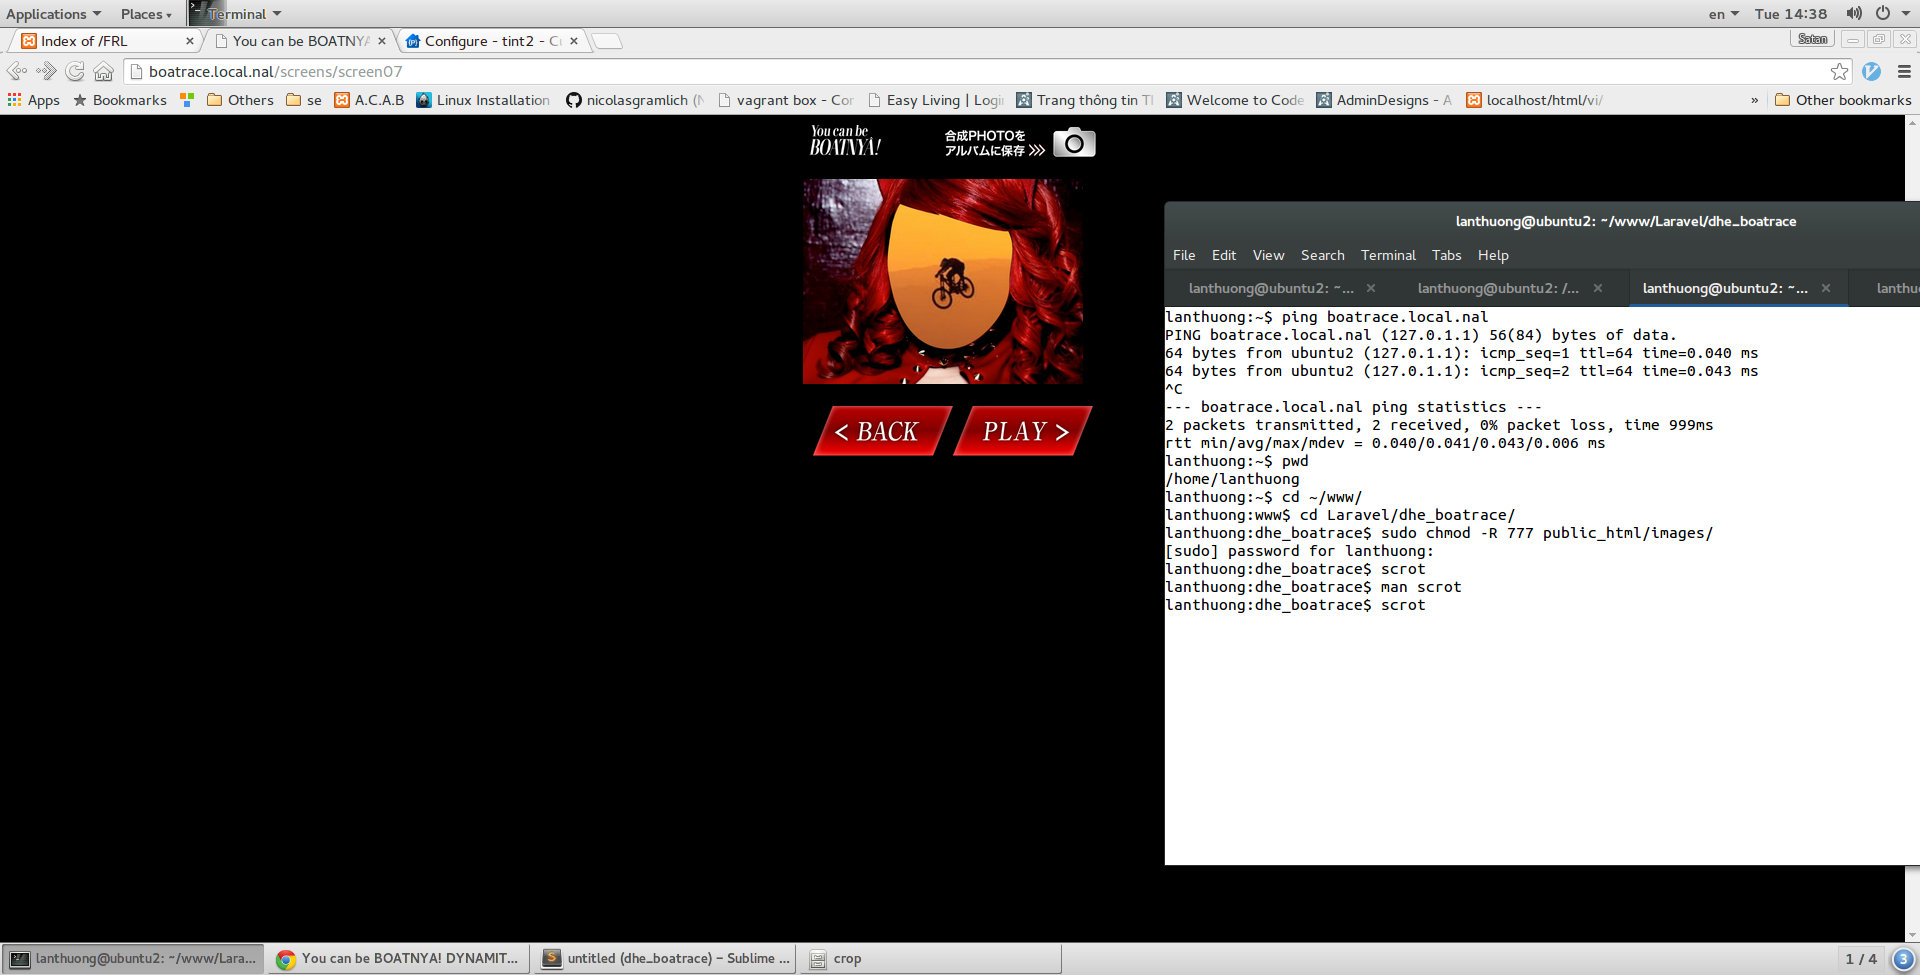 Applications Places Terminal en Tue 14:38
Index of /FRL You can be BOATNYA Configure - tint2 - C Satan
boatrace.local.nal/screens/screen07
Apps Bookmarks Others se A.C.A.B Linux Installation nicolasgramlich ( vagrant box - Cor Easy Living | Logi Trang thông tin Welcome to Code AdminDesigns - A localhost/html/vi/ » Other bookmarks
You can be
BOATNYA!
合成PHOTOを
アルバムに保存
< BACK PLAY >
lanthuong@ubuntu2: ~/www/Laravel/dhe_boatrace
File Edit View Search Terminal Tabs Help
lanthuong@ubuntu2: ~... lanthuong@ubuntu2: /... lanthuong@ubuntu2: ~... lanthu
lanthuong:~$ ping boatrace.local.nal
PING boatrace.local.nal (127.0.1.1) 56(84) bytes of data.
64 bytes from ubuntu2 (127.0.1.1): icmp_seq=1 ttl=64 time=0.040 ms
64 bytes from ubuntu2 (127.0.1.1): icmp_seq=2 ttl=64 time=0.043 ms
^C
--- boatrace.local.nal ping statistics ---
2 packets transmitted, 2 received, 0% packet loss, time 999ms
rtt min/avg/max/mdev = 0.040/0.041/0.043/0.006 ms
lanthuong:~$ pwd
/home/lanthuong
lanthuong:~$ cd ~/www/
lanthuong:www$ cd Laravel/dhe_boatrace/
lanthuong:dhe_boatrace$ sudo chmod -R 777 public_html/images/
[sudo] password for lanthuong:
lanthuong:dhe_boatrace$ scrot
lanthuong:dhe_boatrace$ man scrot
lanthuong:dhe_boatrace$ scrot
lanthuong@ubuntu2: ~/www/Lara... You can be BOATNYA! DYNAMIT... untitled (dhe_boatrace) – Sublime ... crop 1 / 4 3